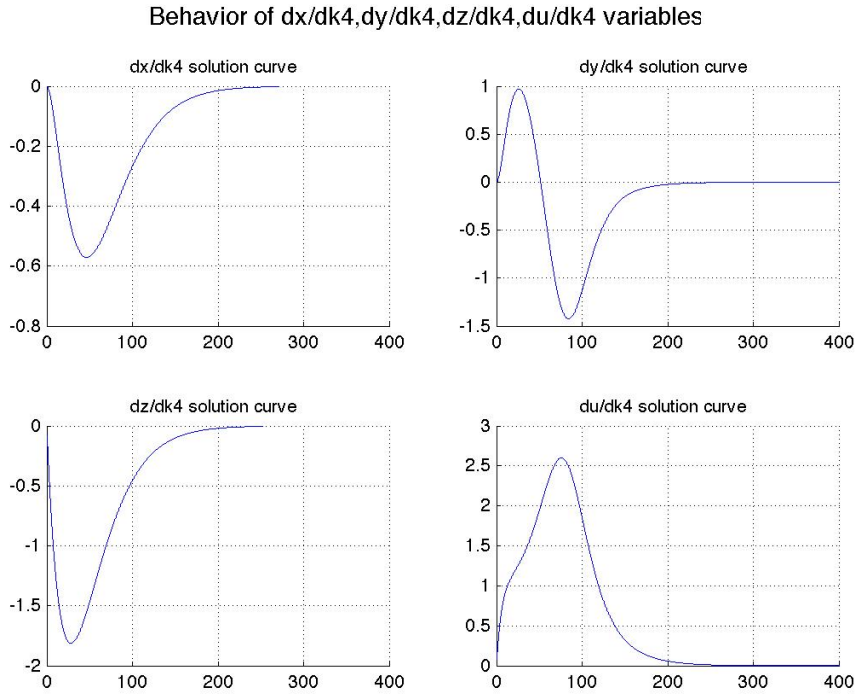 Behavior of dx/dk4,dy/dk4,dz/dk4,du/dk4 variables
dx/dk4 solution curve
0
-0.2
-0.4
-0.6
-0.8
0 100 200 300 400
dy/dk4 solution curve
1
0.5
0
-0.5
-1
-1.5
0 100 200 300 400
dz/dk4 solution curve
0
-0.5
-1
-1.5
-2
0 100 200 300 400
du/dk4 solution curve
3
2.5
2
1.5
1
0.5
0
0 100 200 300 400